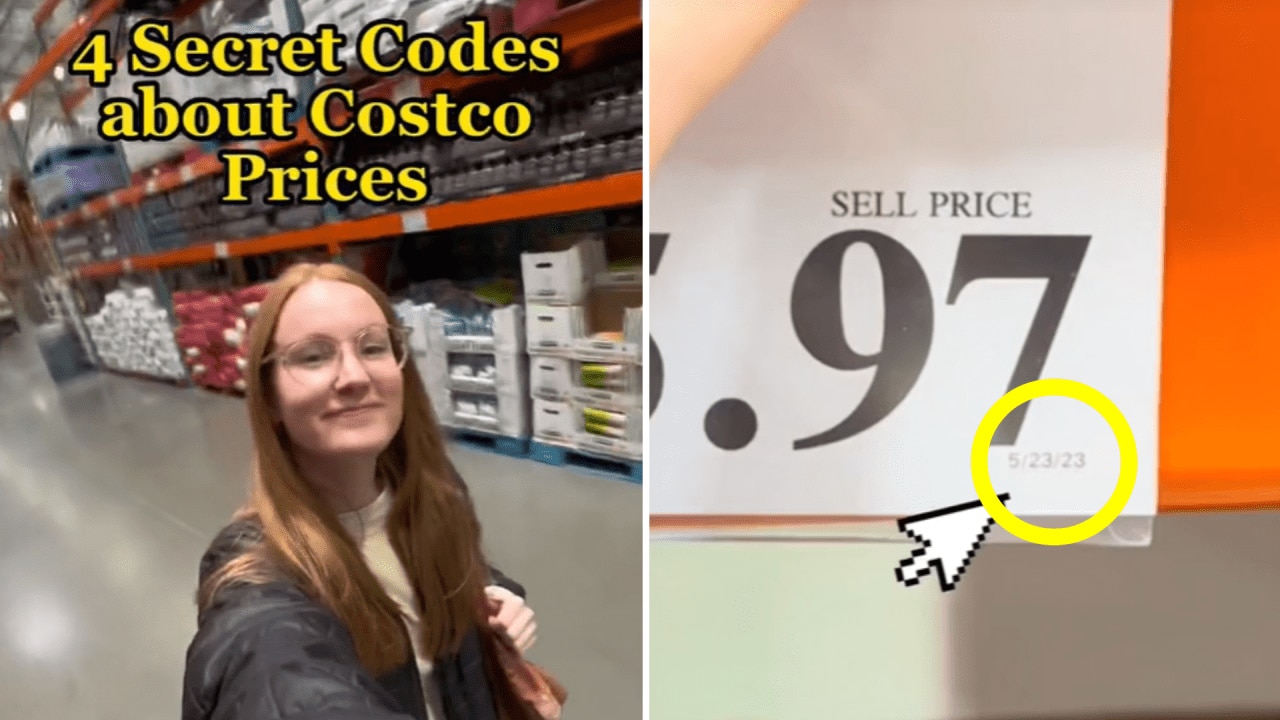 4 Secret Codes
about Costco
Prices
SELL PRICE
.97
5/23/23